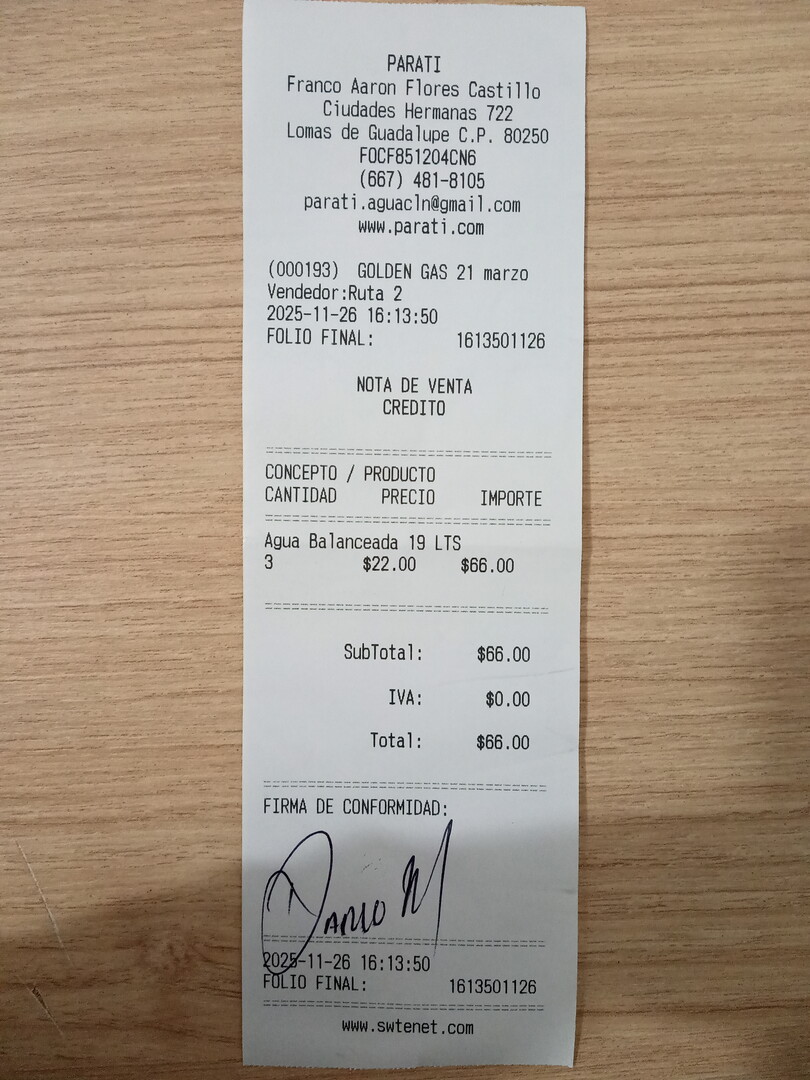 PARATI
Franco Aaron Flores Castillo
Ciudades Hermanas 722
Lomas de Guadalupe C.P. 80250
FOCF851204CN6
(667) 481-8105
parati.aguacln@gmail.com
www.parati.com
(000193) GOLDEN GAS 21 marzo
Vendedor:Ruta 2
2025-11-26 16:13:50
FOLIO FINAL: 1613501126
NOTA DE VENTA
CREDITO
CONCEPTO / PRODUCTO
CANTIDAD PRECIO IMPORTE
Agua Balanceada 19 LTS
3 $22.00 $66.00
SubTotal: $66.00
IVA: $0.00
Total: $66.00
FIRMA DE CONFORMIDAD:
Dario M
2025-11-26 16:13:50
FOLIO FINAL: 1613501126
www.swtenet.com